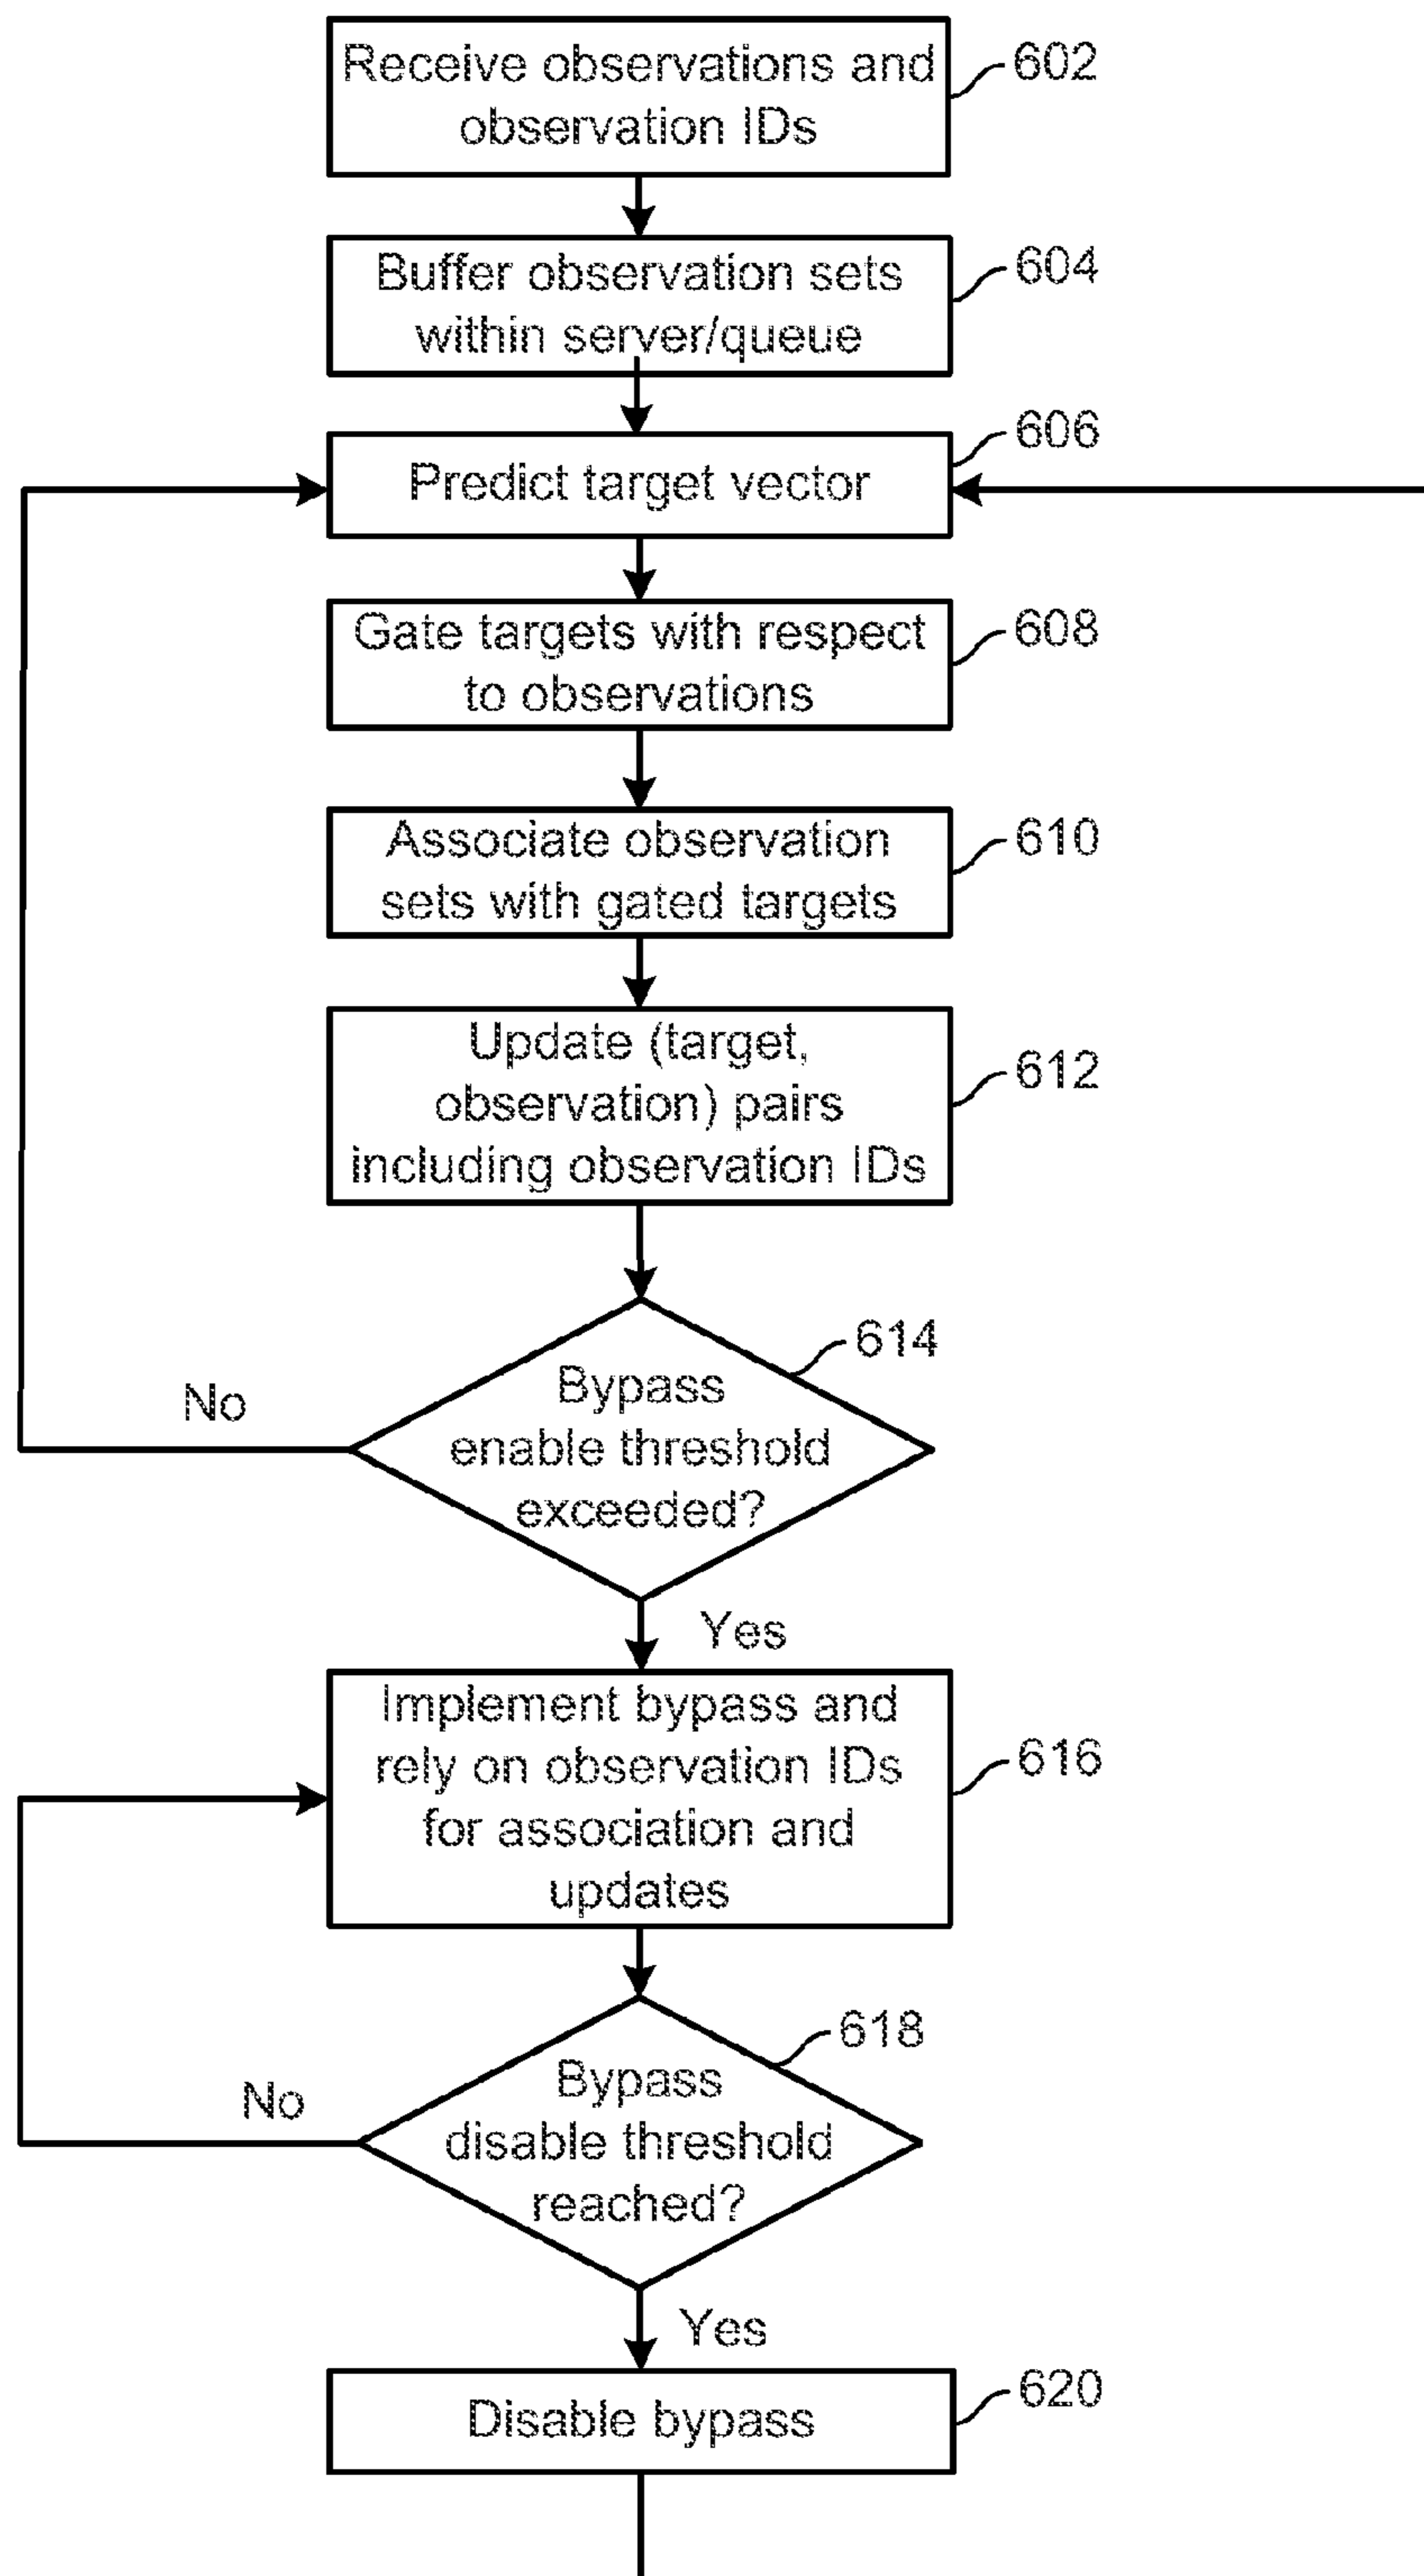 Receive observations and
observation IDs
602
Buffer observation sets
within server/queue
604
606
Predict target vector
Gate targets with respect
to observations
608
Associate observation
sets with gated targets
610
Update (target,
observation) pairs
including observation IDs
612
614
Bypass
enable threshold
exceeded?
No
Yes
Implement bypass and
rely on observation IDs
for association and
updates
616
618
Bypass
disable threshold
reached?
No
Yes
Disable bypass
620